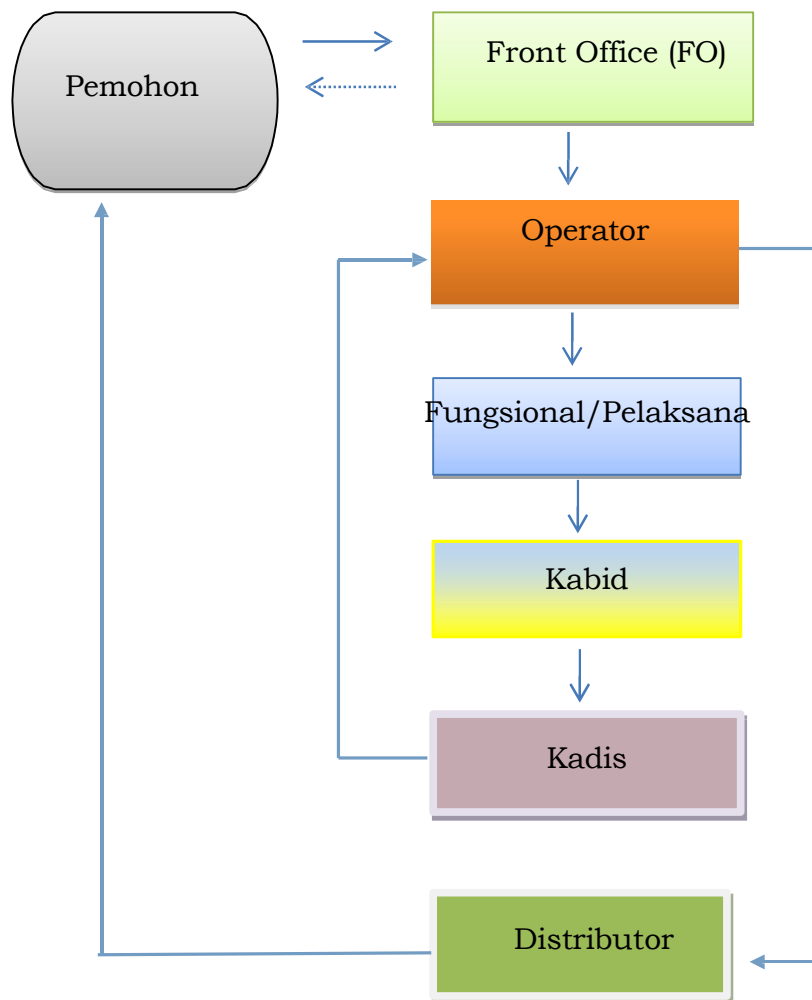 Pemohon
Front Office (FO)
Operator
Fungsional/Pelaksana
Kabid
Kadis
Distributor